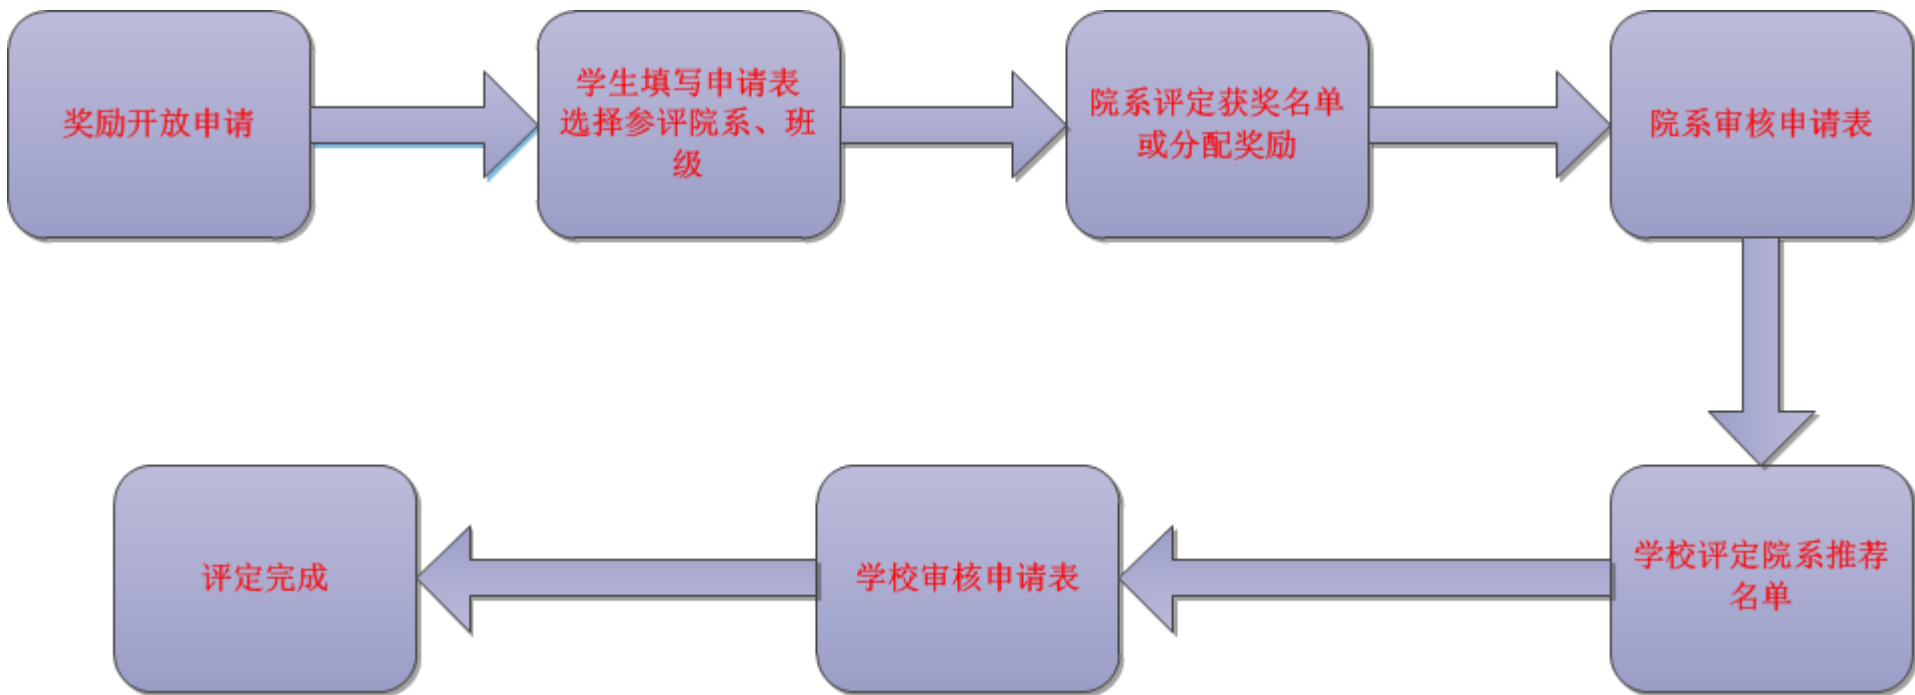 奖励开放申请
学生填写申请表
选择参评院系、班
级
院系评定获奖名单
或分配奖励
院系审核申请表
学校评定院系推荐
名单
学校审核申请表
评定完成